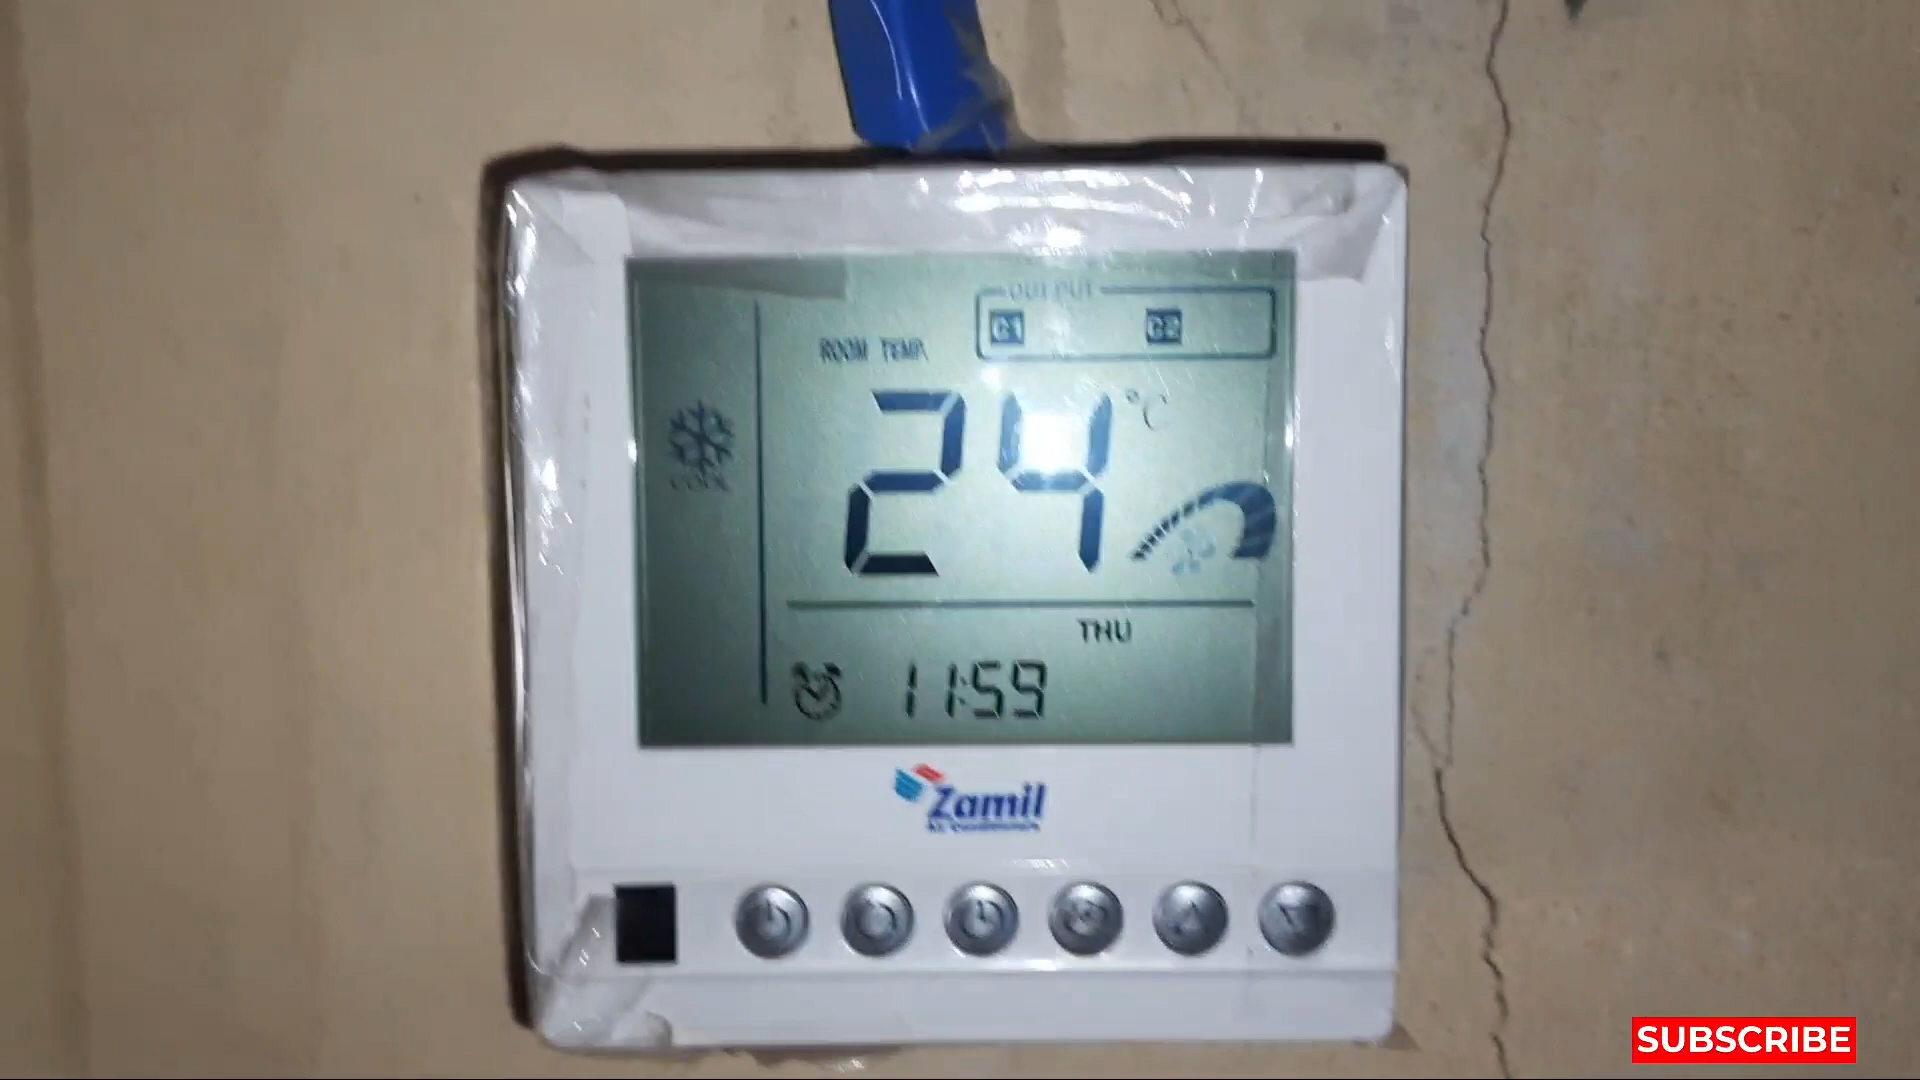 OUTPUT
C1 C2
ROOM TEMP.
24 °C
COOL
THU
11:59
Zamil
SUBSCRIBE